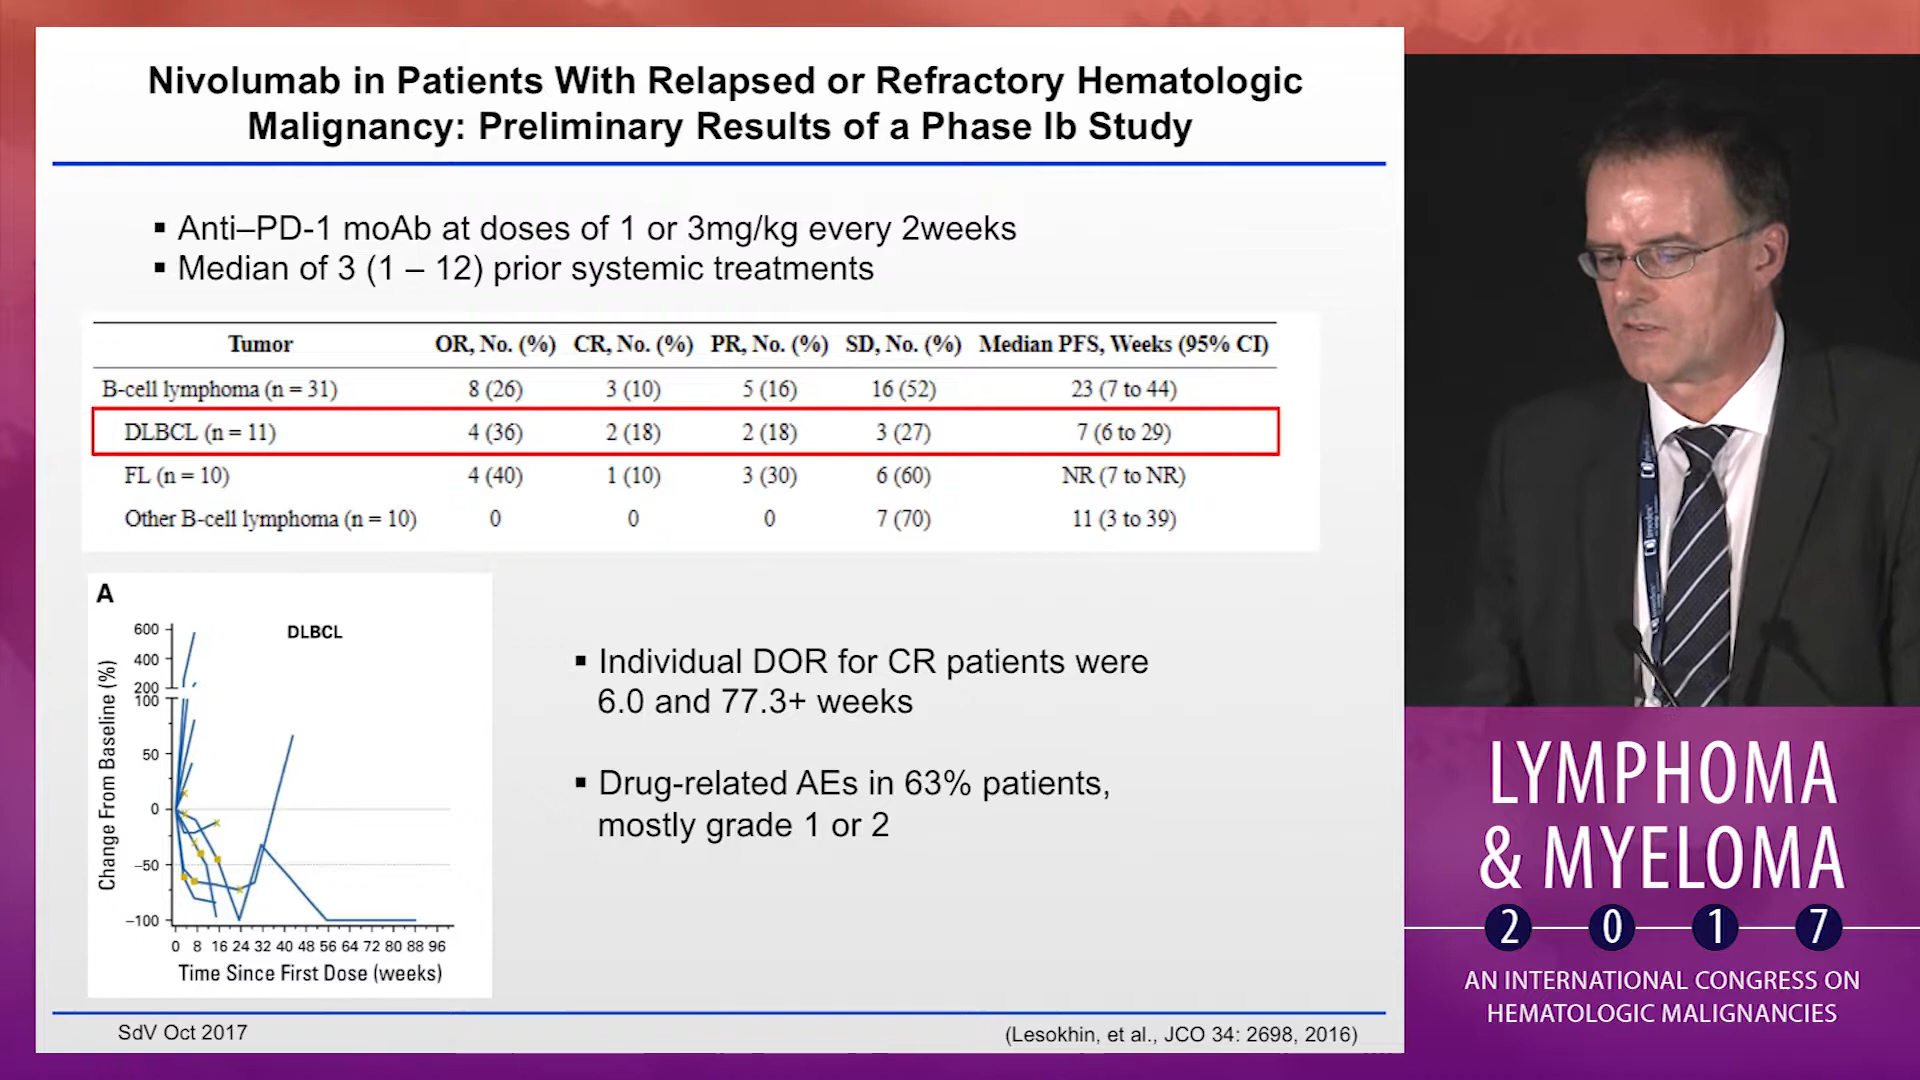 Nivolumab in Patients With Relapsed or Refractory Hematologic
Malignancy: Preliminary Results of a Phase Ib Study
▪ Anti–PD-1 moAb at doses of 1 or 3mg/kg every 2weeks
▪ Median of 3 (1 – 12) prior systemic treatments
Tumor OR, No. (%) CR, No. (%) PR, No. (%) SD, No. (%) Median PFS, Weeks (95% CI)
B-cell lymphoma (n = 31) 8 (26) 3 (10) 5 (16) 16 (52) 23 (7 to 44)
DLBCL (n = 11) 4 (36) 2 (18) 2 (18) 3 (27) 7 (6 to 29)
FL (n = 10) 4 (40) 1 (10) 3 (30) 6 (60) NR (7 to NR)
Other B-cell lymphoma (n = 10) 0 0 0 7 (70) 11 (3 to 39)
A
DLBCL
Change From Baseline (%)
600
400
200
100
50
0
−50
−100
0 8 16 24 32 40 48 56 64 72 80 88 96
Time Since First Dose (weeks)
▪ Individual DOR for CR patients were
6.0 and 77.3+ weeks
▪ Drug-related AEs in 63% patients,
mostly grade 1 or 2
SdV Oct 2017
(Lesokhin, et al., JCO 34: 2698, 2016)
LYMPHOMA
& MYELOMA
2 0 1 7
AN INTERNATIONAL CONGRESS ON
HEMATOLOGIC MALIGNANCIES